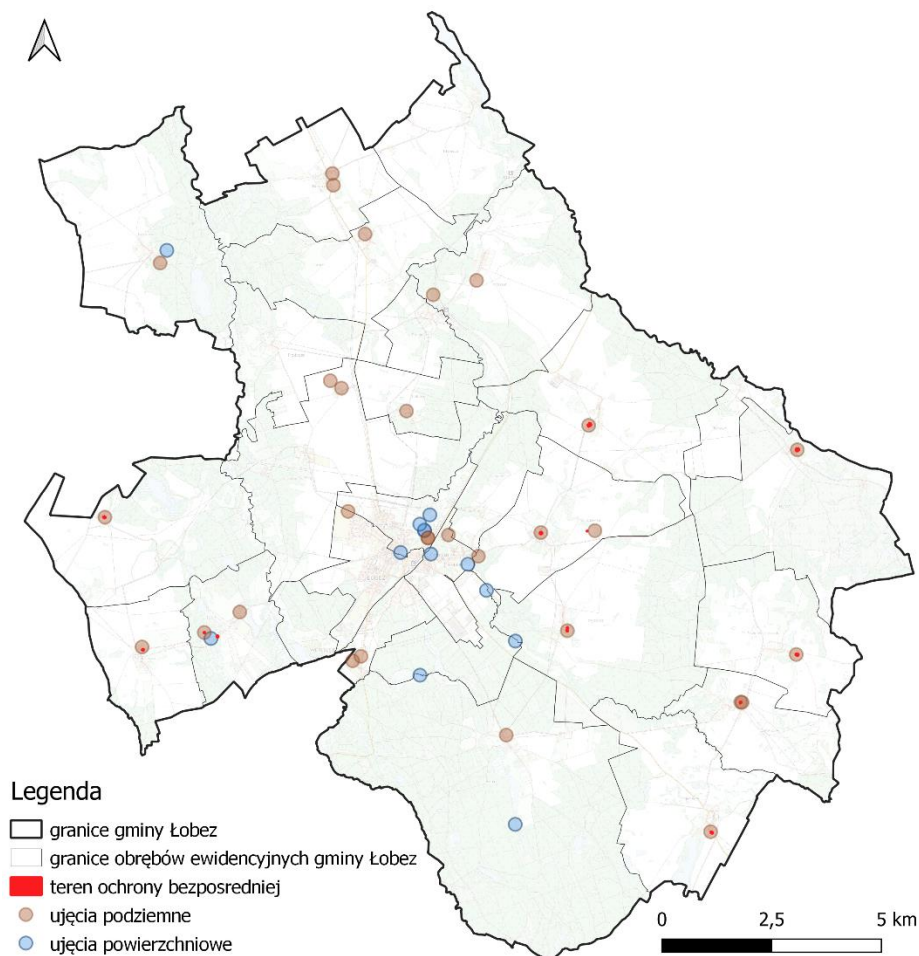 Legenda
granice gminy Łobez
granice obrębów ewidencyjnych gminy Łobez
teren ochrony bezposredniej
ujęcia podziemne
ujęcia powierzchniowe
0 2,5 5 km